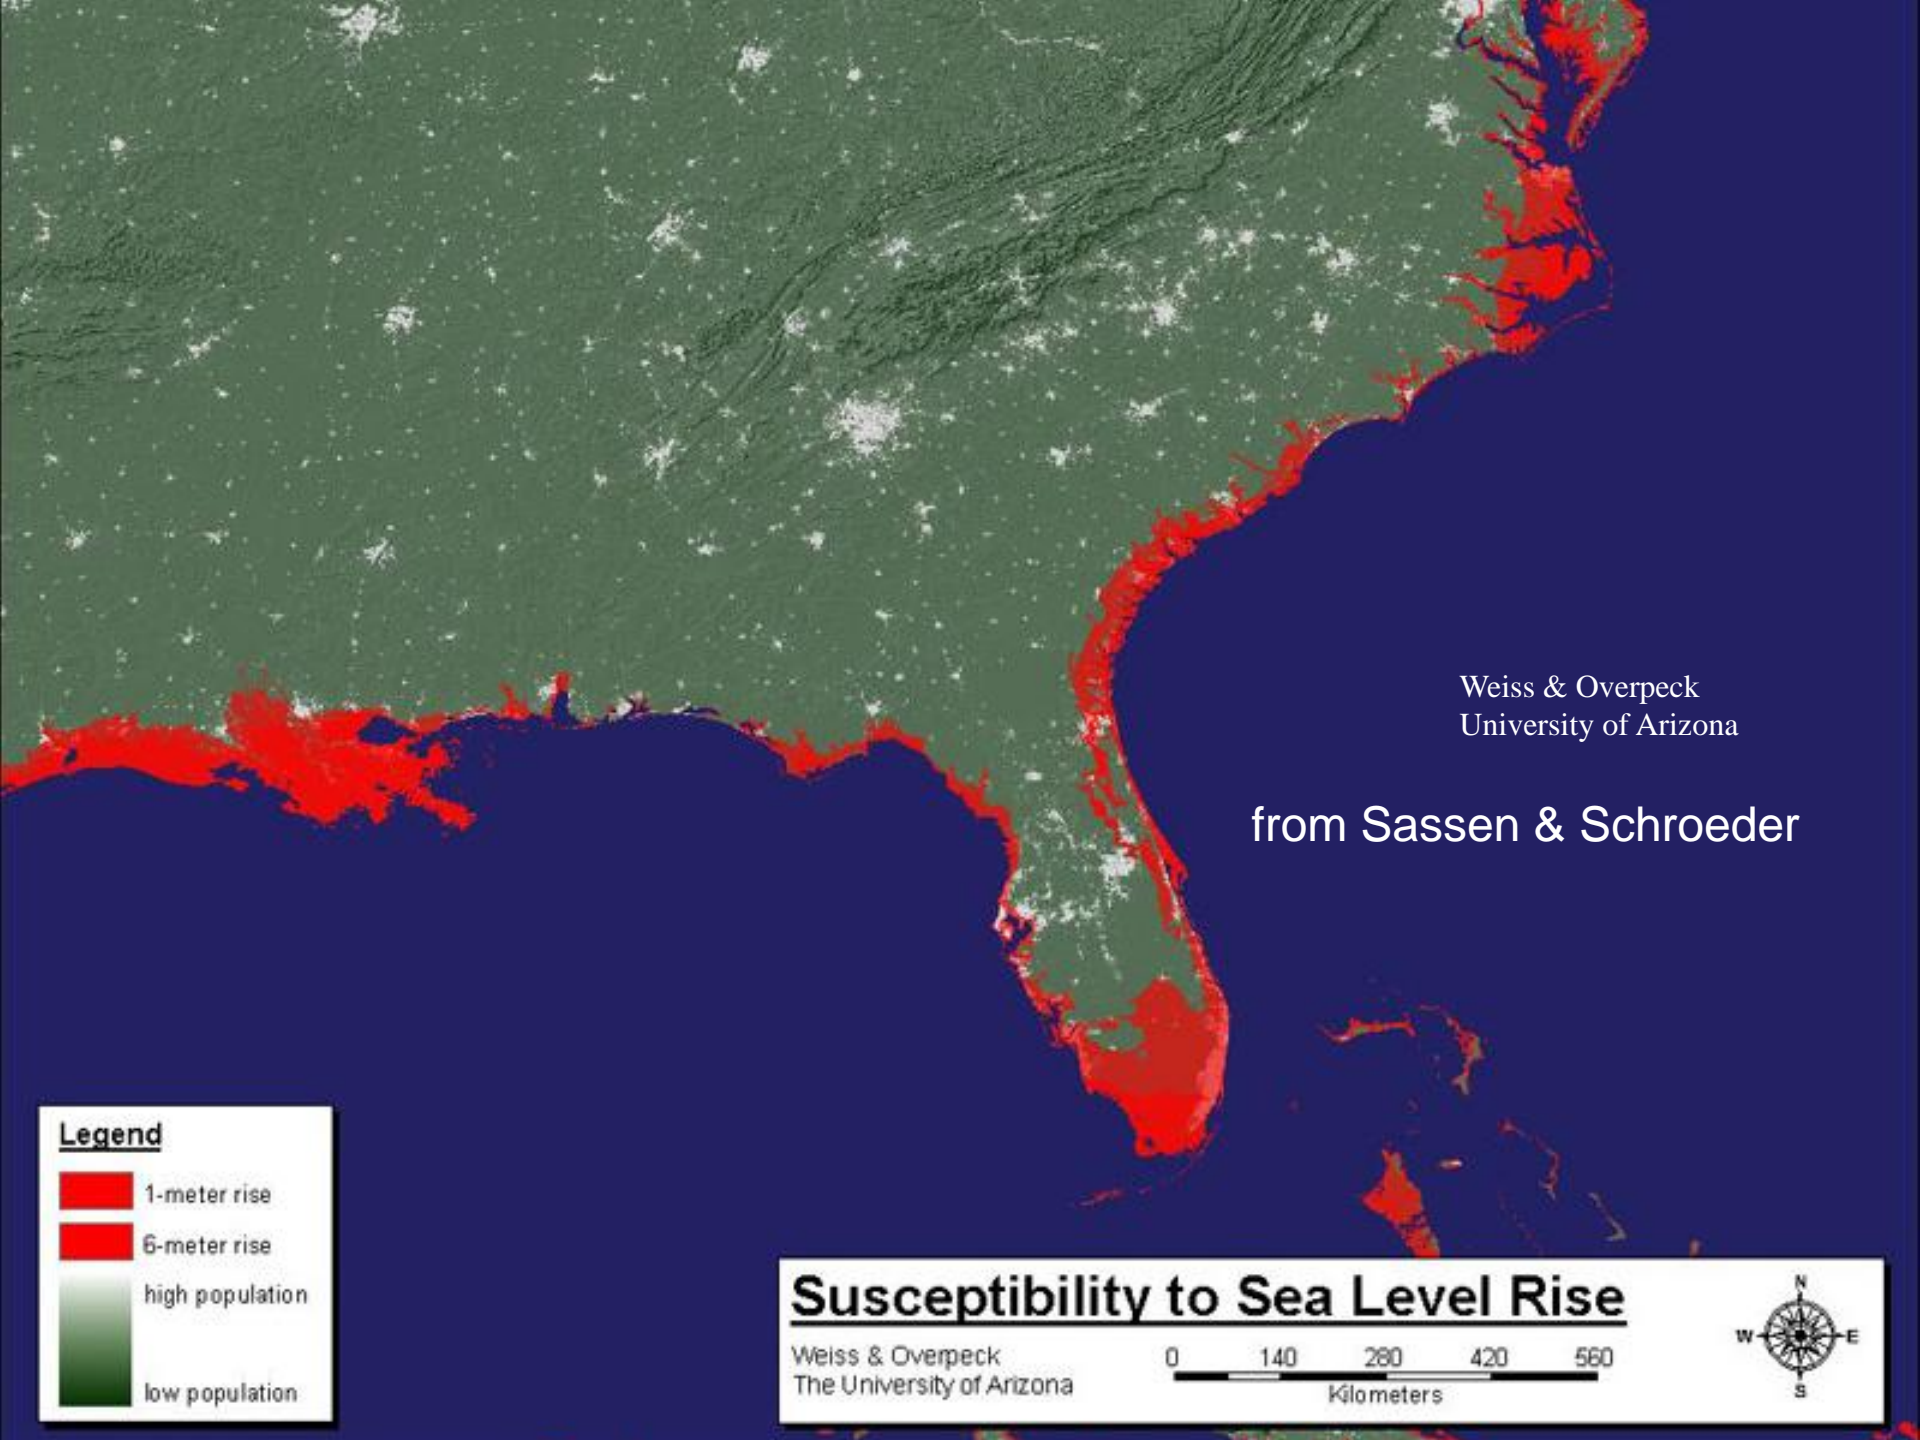 Weiss & Overpeck
University of Arizona
from Sassen & Schroeder
Legend
1-meter rise
6-meter rise
high population
low population
Susceptibility to Sea Level Rise
Weiss & Overpeck
The University of Arizona
0 140 280 420 560
Kilometers
N
W E
S